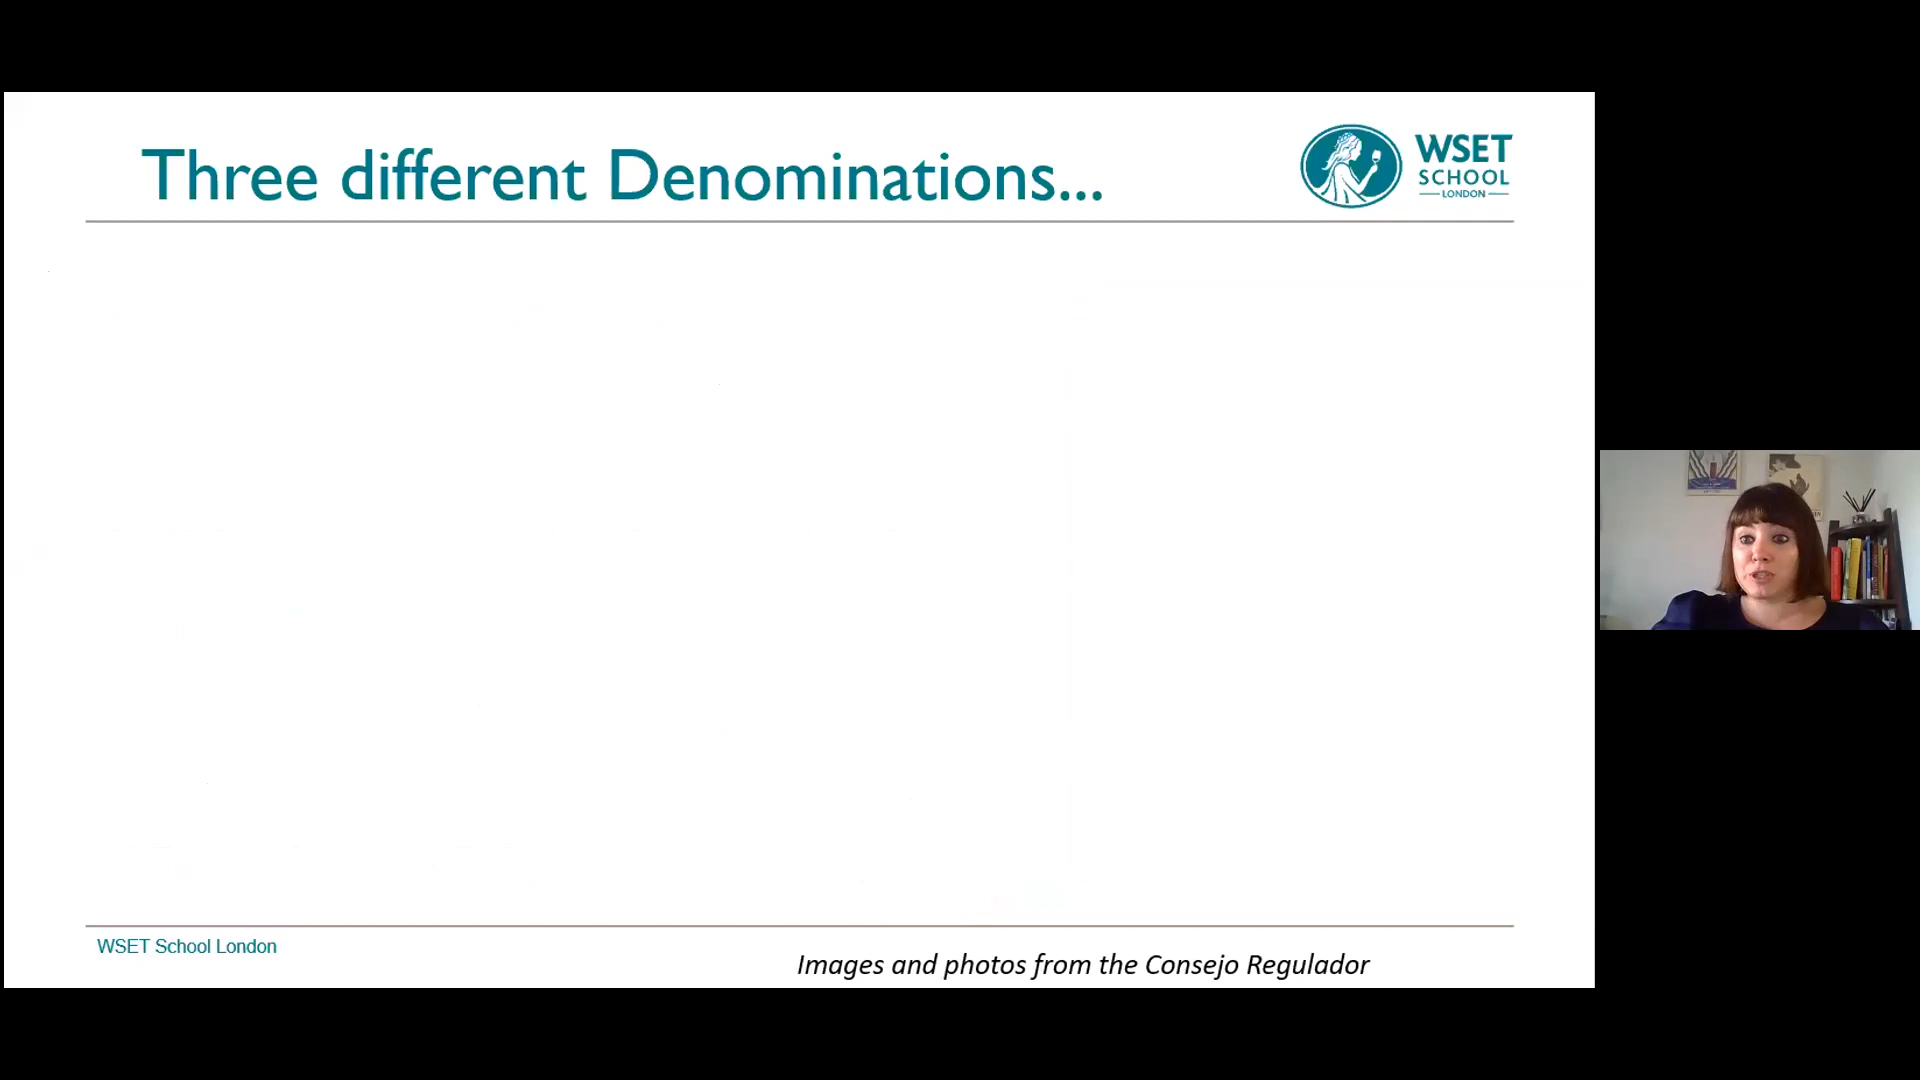 Three different Denominations...
WSET
SCHOOL
LONDON
WSET School London
Images and photos from the Consejo Regulador